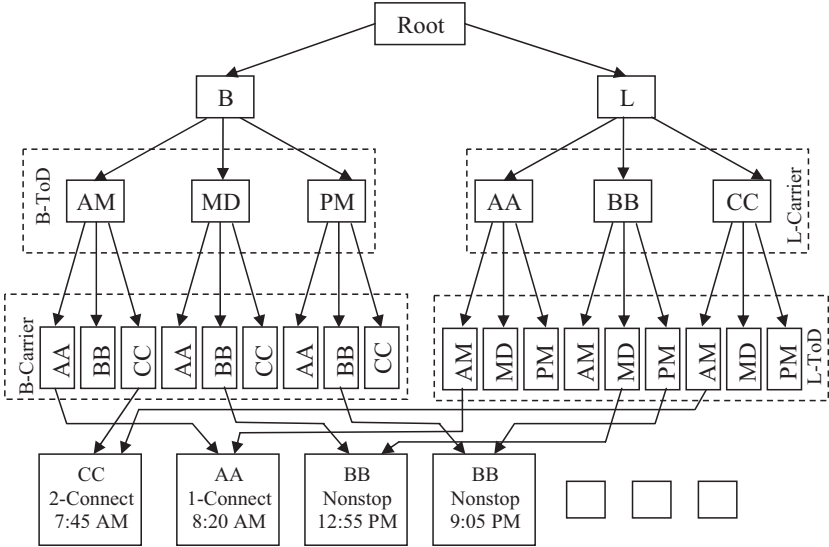 Root
B
L
B-ToD
AM
MD
PM
AA
BB
CC
L-Carrier
B-Carrier
AA
BB
CC
AA
BB
CC
AA
BB
CC
AM
MD
PM
AM
MD
PM
AM
MD
PM
L-ToD
CC
2-Connect
7:45 AM
AA
1-Connect
8:20 AM
BB
Nonstop
12:55 PM
BB
Nonstop
9:05 PM